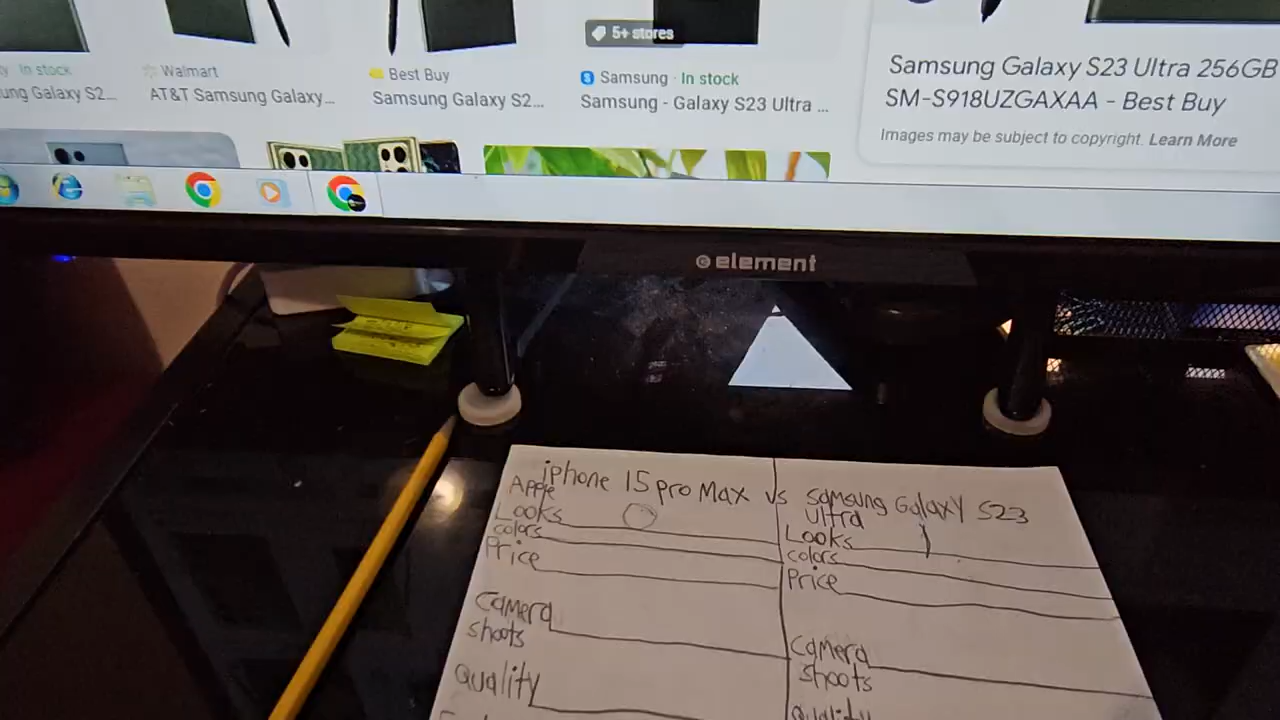 5+ stores
In stock
Walmart
Best Buy
Samsung · In stock
ung Galaxy S2...
AT&T Samsung Galaxy...
Samsung Galaxy S2...
Samsung - Galaxy S23 Ultra ...
Samsung Galaxy S23 Ultra 256GB
SM-S918UZGAXAA - Best Buy
Images may be subject to copyright. Learn More
element
iphone 15 pro Max vs Samsung Galaxy S23
Apple
Ultra
Looks
colors
Price
Camera
shoots
Quality
Looks
colors
Price
Camera
shoots